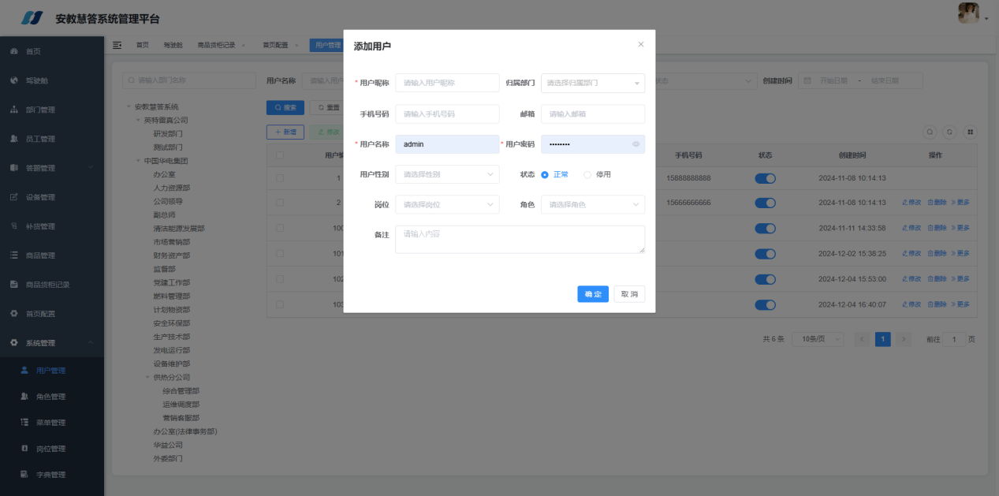 安教慧答系统管理平台
首页
驾驶舱
部门管理
员工管理
答题管理
设备管理
补货管理
商品管理
商品货柜记录
首页配置
系统管理
用户管理
角色管理
菜单管理
岗位管理
字典管理
首页 驾驶舱 商品货柜记录 × 首页配置 × 用户管理
请输入部门名称
安教慧答系统
英特雷真公司
研发部门
测试部门
中国华电集团
办公室
人力资源部
公司领导
副总师
清洁能源发展部
市场营销部
财务资产部
监督部
党建工作部
燃料管理部
计划物资部
安全环保部
生产技术部
发电运行部
设备维护部
供热分公司
综合管理部
运维调度部
营销客服部
办公室(法律事务部)
华益公司
外委部门
用户名称 请输入用户
状态 创建时间 开始日期 - 结束日期
搜索 重置
+ 新增 修改
手机号码 状态 创建时间 操作
1 15888888888 2024-11-08 10:14:13
2 15666666666 2024-11-08 10:14:13 修改 删除 更多
100 2024-11-11 14:33:58 修改 删除 更多
101 2024-12-02 15:38:25 修改 删除 更多
102 2024-12-04 15:53:00 修改 删除 更多
103 2024-12-04 16:40:07 修改 删除 更多
共 6 条 10条/页 1 前往 1 页
添加用户
* 用户昵称 请输入用户昵称 归属部门 请选择归属部门
手机号码 请输入手机号码 邮箱 请输入邮箱
* 用户名称 admin * 用户密码 ••••••••
用户性别 请选择性别 状态 正常 停用
岗位 请选择岗位 角色 请选择角色
备注 请输入内容
确 定 取 消